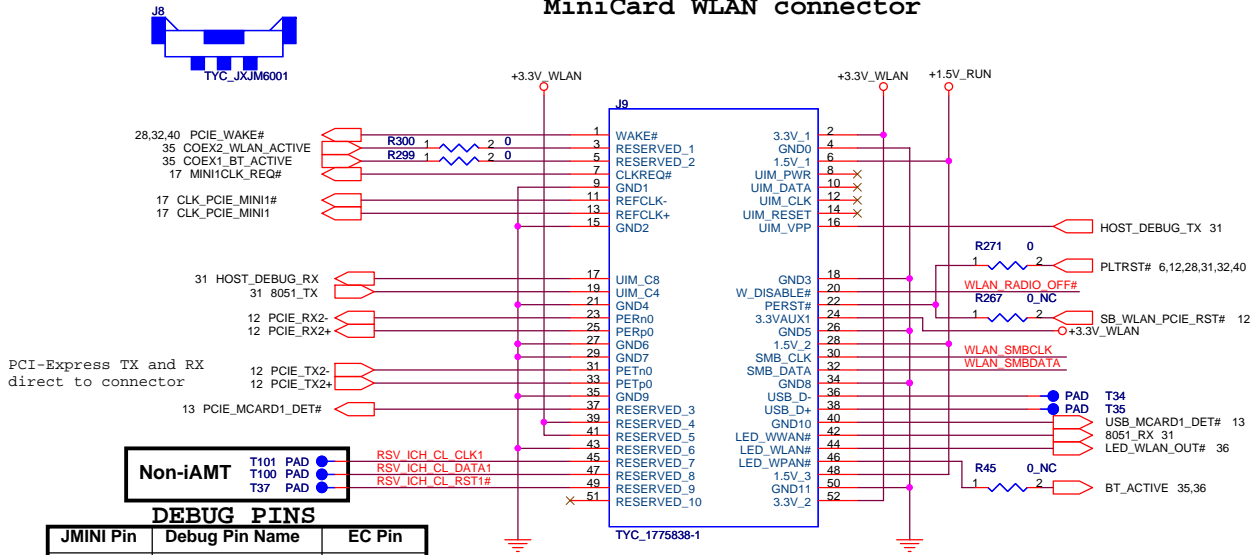 MiniCard WLAN connector
J8
TYC_JXJM6001
+3.3V_WLAN
+3.3V_WLAN
+1.5V_RUN
J9
28,32,40 PCIE_WAKE# 1 WAKE# 3.3V_1 2
35 COEX2_WLAN_ACTIVE R300 1 2 0 3 RESERVED_1 GND0 4
35 COEX1_BT_ACTIVE R299 1 2 0 5 RESERVED_2 1.5V_1 6
17 MINI1CLK_REQ# 7 CLKREQ# UIM_PWR 8
9 GND1 UIM_DATA 10
17 CLK_PCIE_MINI1# 11 REFCLK- UIM_CLK 12
17 CLK_PCIE_MINI1 13 REFCLK+ UIM_RESET 14
15 GND2 UIM_VPP 16 HOST_DEBUG_TX 31
R271 0
1 2 PLTRST# 6,12,28,31,32,40
31 HOST_DEBUG_RX 17 UIM_C8 GND3 18
31 8051_TX 19 UIM_C4 W_DISABLE# 20 WLAN_RADIO_OFF#
21 GND4 PERST# 22 R267 0_NC
12 PCIE_RX2- 23 PERn0 3.3VAUX1 24 1 2 SB_WLAN_PCIE_RST# 12
12 PCIE_RX2+ 25 PERp0 GND5 26 +3.3V_WLAN
27 GND6 1.5V_2 28
29 GND7 SMB_CLK 30 WLAN_SMBCLK
PCI-Express TX and RX
direct to connector
12 PCIE_TX2- 31 PETn0 SMB_DATA 32 WLAN_SMBDATA
12 PCIE_TX2+ 33 PETp0 GND8 34
35 GND9 USB_D- 36 PAD T34
13 PCIE_MCARD1_DET# 37 RESERVED_3 USB_D+ 38 PAD T35
39 RESERVED_4 GND10 40 USB_MCARD1_DET# 13
41 RESERVED_5 LED_WWAN# 42 8051_RX 31
43 RESERVED_6 LED_WLAN# 44 LED_WLAN_OUT# 36
Non-iAMT
T101 PAD RSV_ICH_CL_CLK1 45 RESERVED_7 LED_WPAN# 46
T100 PAD RSV_ICH_CL_DATA1 47 RESERVED_8 1.5V_3 48 R45 0_NC
T37 PAD RSV_ICH_CL_RST1# 49 RESERVED_9 GND11 50 1 2 BT_ACTIVE 35,36
51 RESERVED_10 3.3V_2 52
TYC_1775838-1
DEBUG PINS
JMINI Pin Debug Pin Name EC Pin